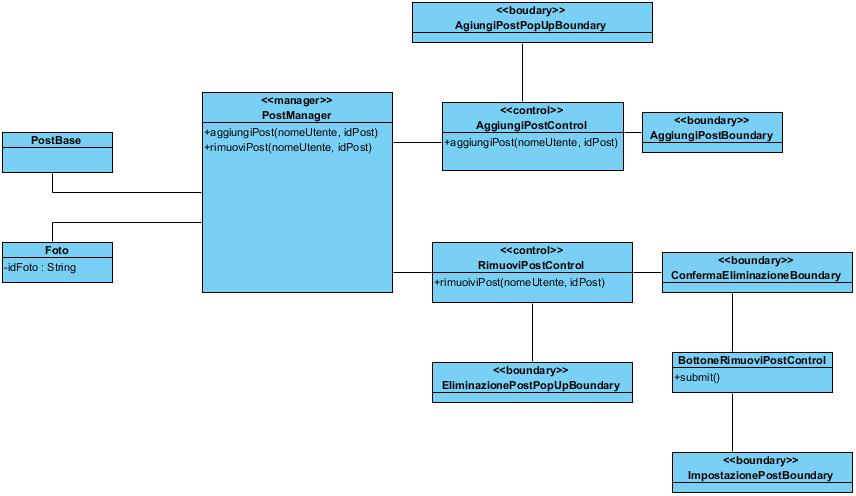 <<boudary>>
AgiungiPostPopUpBoundary
<<manager>>
PostManager
+aggiungiPost(nomeUtente, idPost)
+rimuoviPost(nomeUtente, idPost)
<<control>>
AggiungiPostControl
+aggiungiPost(nomeUtente, idPost)
<<boundary>>
AggiungiPostBoundary
PostBase
Foto
-idFoto : String
<<control>>
RimuoviPostControl
+rimuoiviPost(nomeUtente, idPost)
<<boundary>>
ConfermaEliminazioneBoundary
<<boundary>>
EliminazionePostPopUpBoundary
BottoneRimuoviPostControl
+submit()
<<boundary>>
ImpostazionePostBoundary